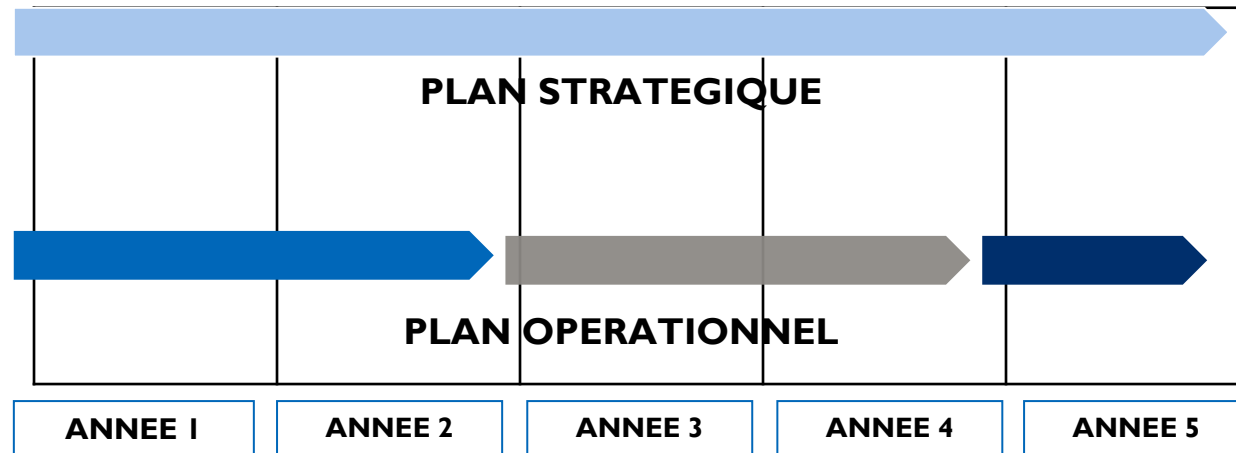 PLAN STRATEGIQUE
PLAN OPERATIONNEL
ANNEE 1
ANNEE 2
ANNEE 3
ANNEE 4
ANNEE 5